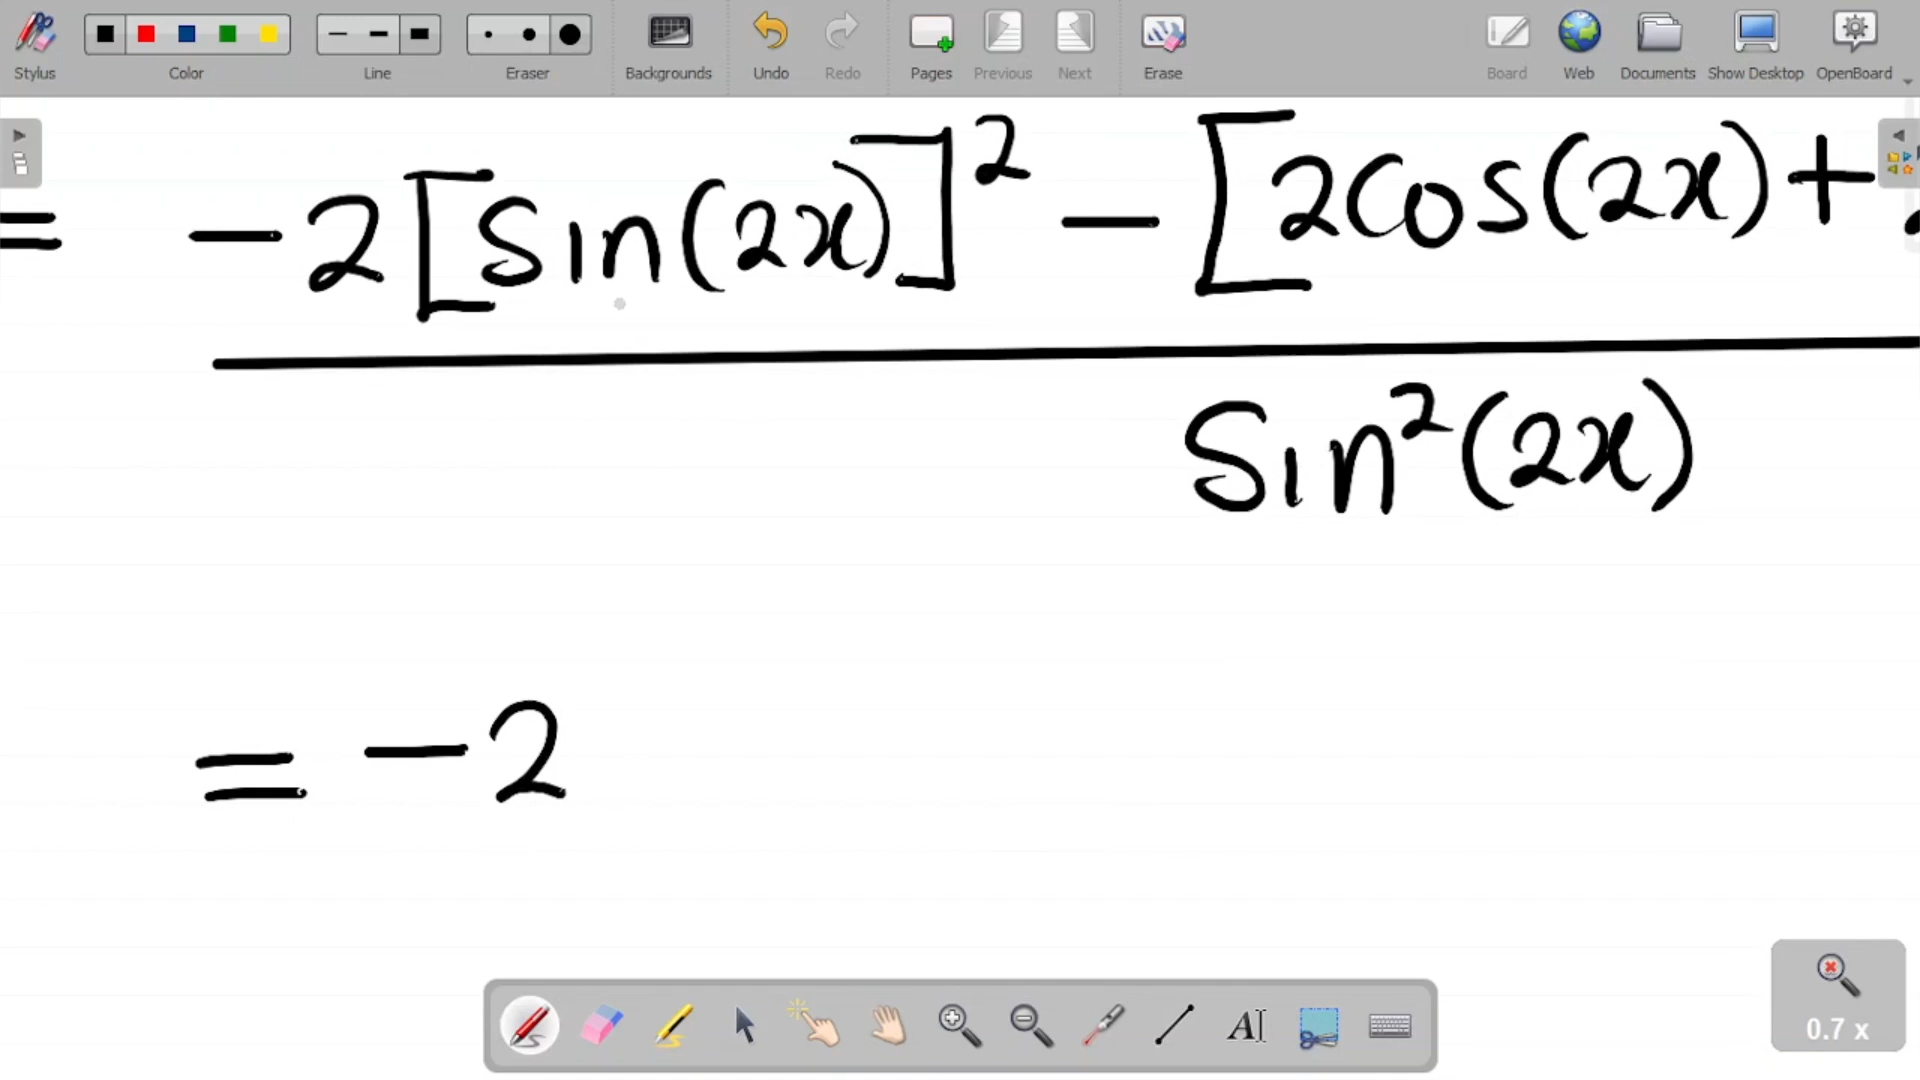 Stylus Color Line Eraser Backgrounds Undo Redo Pages Previous Next Erase Board Web Documents Show Desktop OpenBoard
= -2[Sin(2x)]² - [2Cos(2x)+
Sin²(2x)
= -2
0.7 x